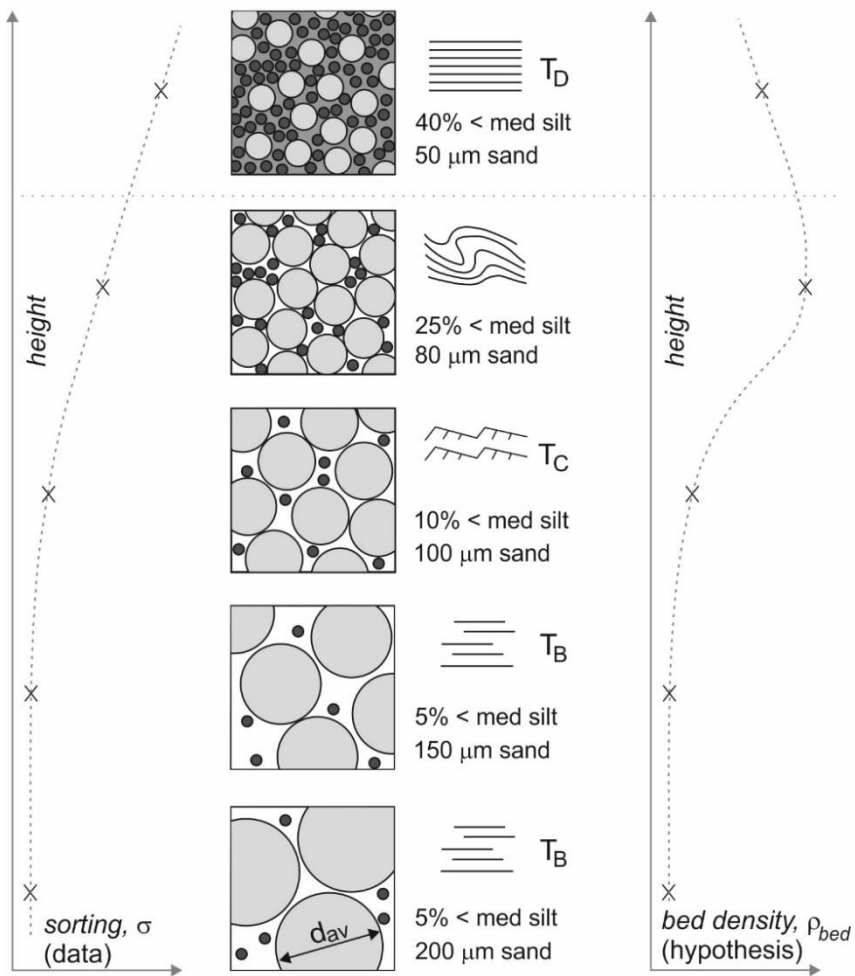 height
sorting, σ
(data)
T_D
40% < med silt
50 μm sand
25% < med silt
80 μm sand
T_C
10% < med silt
100 μm sand
T_B
5% < med silt
150 μm sand
T_B
5% < med silt
200 μm sand
d_av
height
bed density, ρ_bed
(hypothesis)